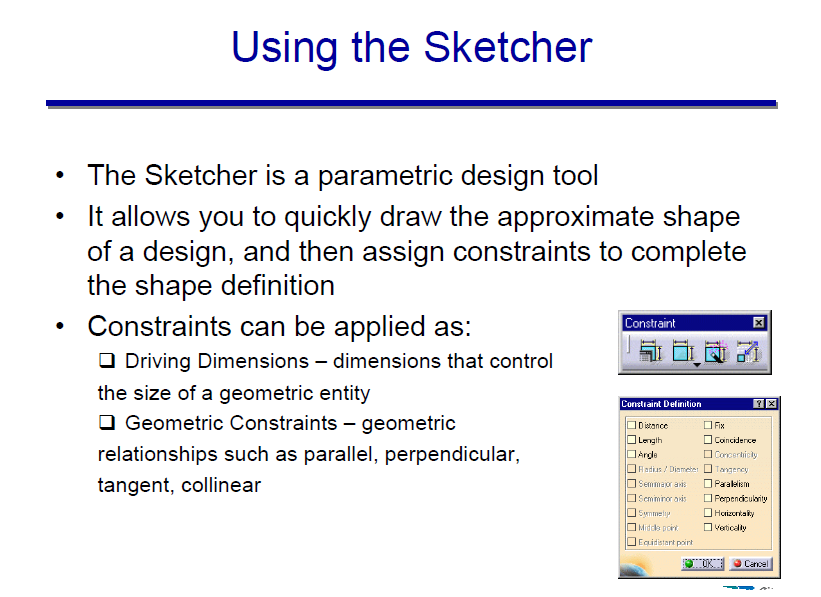 Using the Sketcher
• The Sketcher is a parametric design tool
• It allows you to quickly draw the approximate shape
of a design, and then assign constraints to complete
the shape definition
• Constraints can be applied as:
❑ Driving Dimensions – dimensions that control
the size of a geometric entity
❑ Geometric Constraints – geometric
relationships such as parallel, perpendicular,
tangent, collinear
Constraint
Constraint Definition
Distance
Length
Angle
Radius / Diameter
Semimajor axis
Semiminor axis
Symmetry
Middle point
Equidistant point
Fix
Coincidence
Concentricity
Tangency
Parallelism
Perpendicularity
Horizontality
Verticality
OK
Cancel